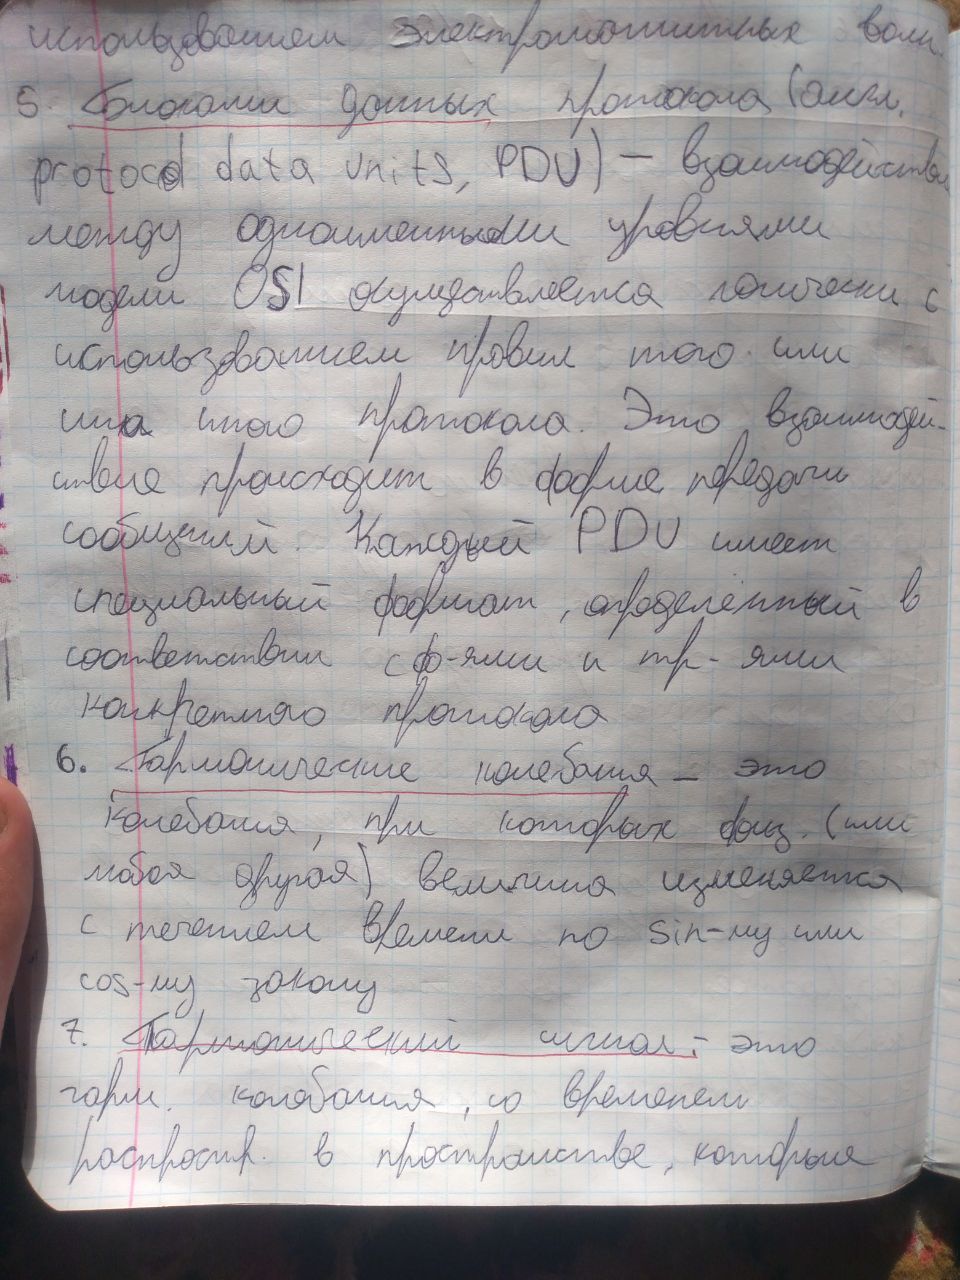 использованием электромагнитных волн.
5. Блоками данных протокола (англ.
protocol data units, PDU) – взаимодействие
между одноименными уровнями
модели OSI осуществляется логически с
использованием правил того или
иного протокола. Это взаимодей-
ствие происходит в форме передачи
сообщений. Каждый PDU имеет
специальный формат, определённый в
соответствии с ф-ями и тр-ями
конкретного протокола
6. Гармонические колебания – это
колебания, при которых физ. (или
любая другая) величина изменяется
с течением времени по sin-му или
cos-му закону
7. Гармонический сигнал – это
гарм. колебания, со временем
распростр. в пространстве, которые